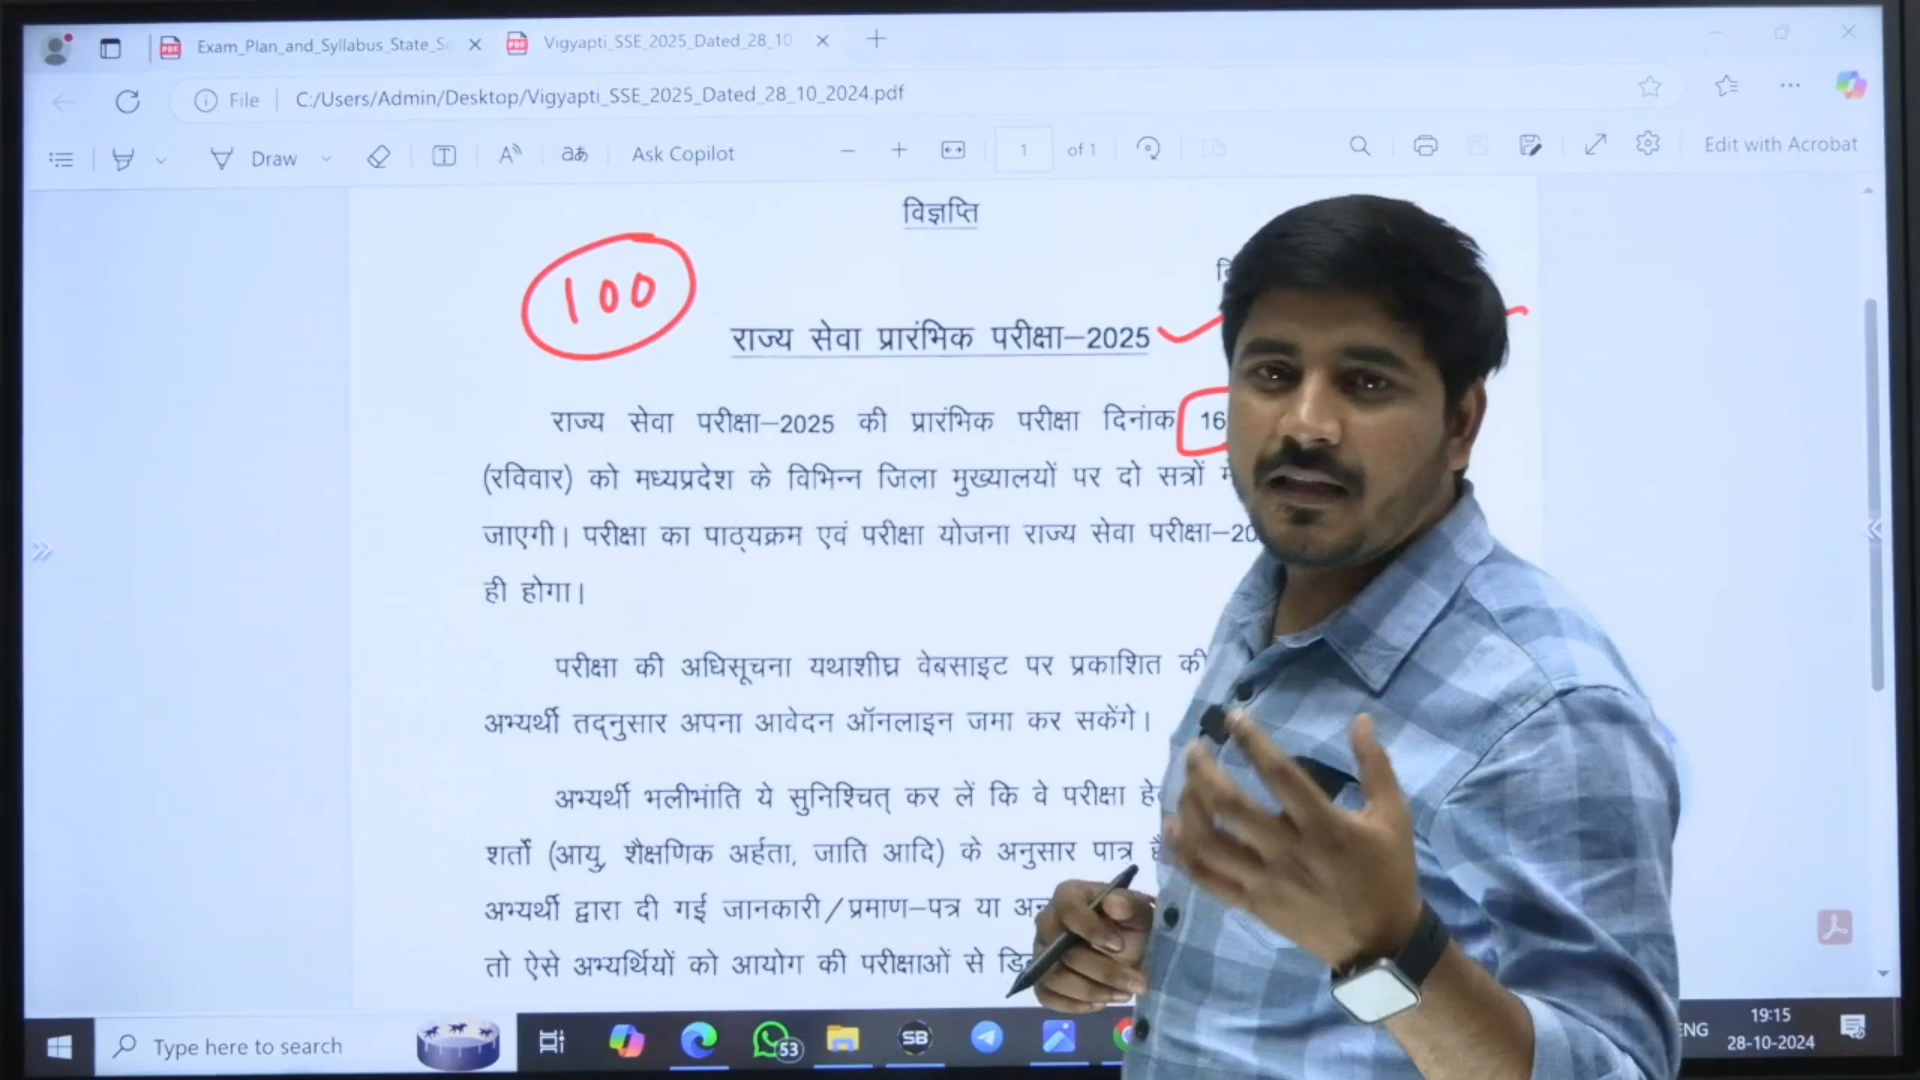 Exam_Plan_and_Syllabus_State_Se
Vigyapti_SSE_2025_Dated_28_10
File
C:/Users/Admin/Desktop/Vigyapti_SSE_2025_Dated_28_10_2024.pdf
Draw
Ask Copilot
1 of 1
Edit with Acrobat
विज्ञप्ति
100
राज्य सेवा प्रारंभिक परीक्षा–2025
राज्य सेवा परीक्षा–2025 की प्रारंभिक परीक्षा दिनांक 16
(रविवार) को मध्यप्रदेश के विभिन्न जिला मुख्यालयों पर दो सत्रों
जाएगी। परीक्षा का पाठ्यक्रम एवं परीक्षा योजना राज्य सेवा परीक्षा–20
ही होगा।
परीक्षा की अधिसूचना यथाशीघ्र वेबसाइट पर प्रकाशित की
अभ्यर्थी तद्नुसार अपना आवेदन ऑनलाइन जमा कर सकेंगे।
अभ्यर्थी भलीभांति ये सुनिश्चित् कर लें कि वे परीक्षा
शर्तो (आयु, शैक्षणिक अर्हता, जाति आदि) के अनुसार पात्र
अभ्यर्थी द्वारा दी गई जानकारी/प्रमाण–पत्र या
तो ऐसे अभ्यर्थियों को आयोग की परीक्षाओं से
Type here to search
53
SB
ENG
19:15
28-10-2024